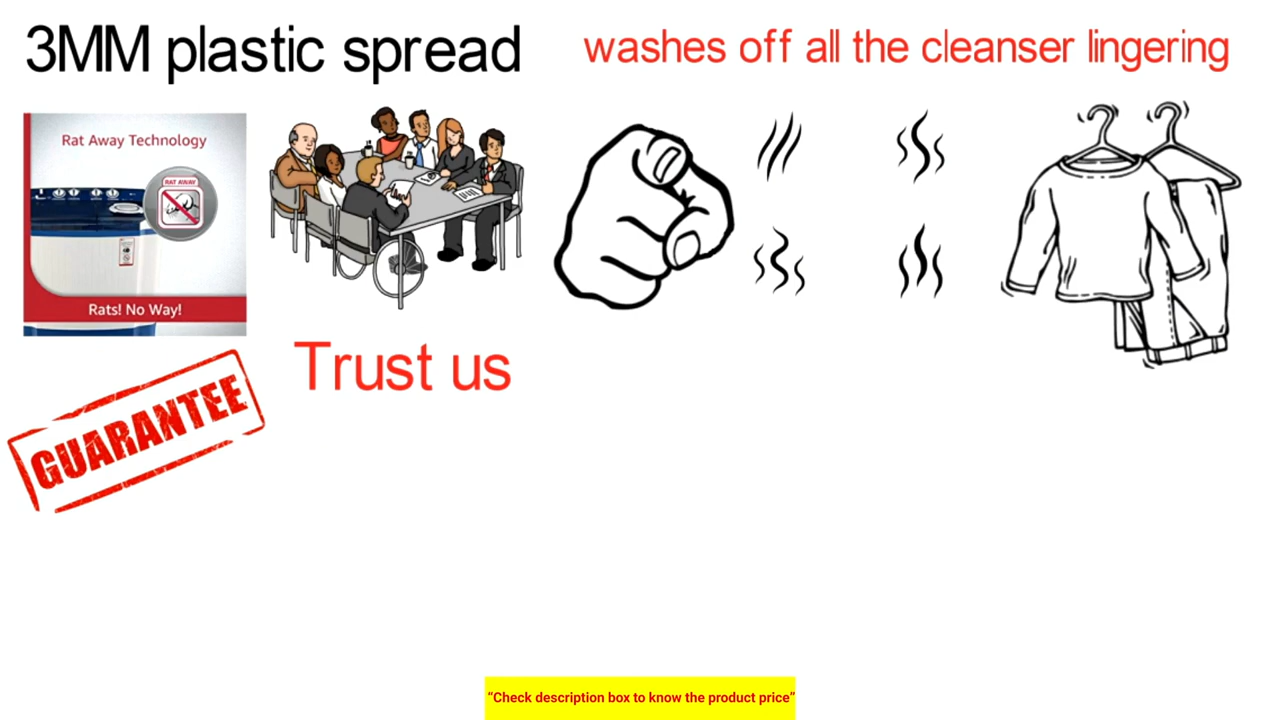 3MM plastic spread
washes off all the cleanser lingering
Rat Away Technology
RAT AWAY
Rats! No Way!
Trust us
GUARANTEE
“Check description box to know the product price”